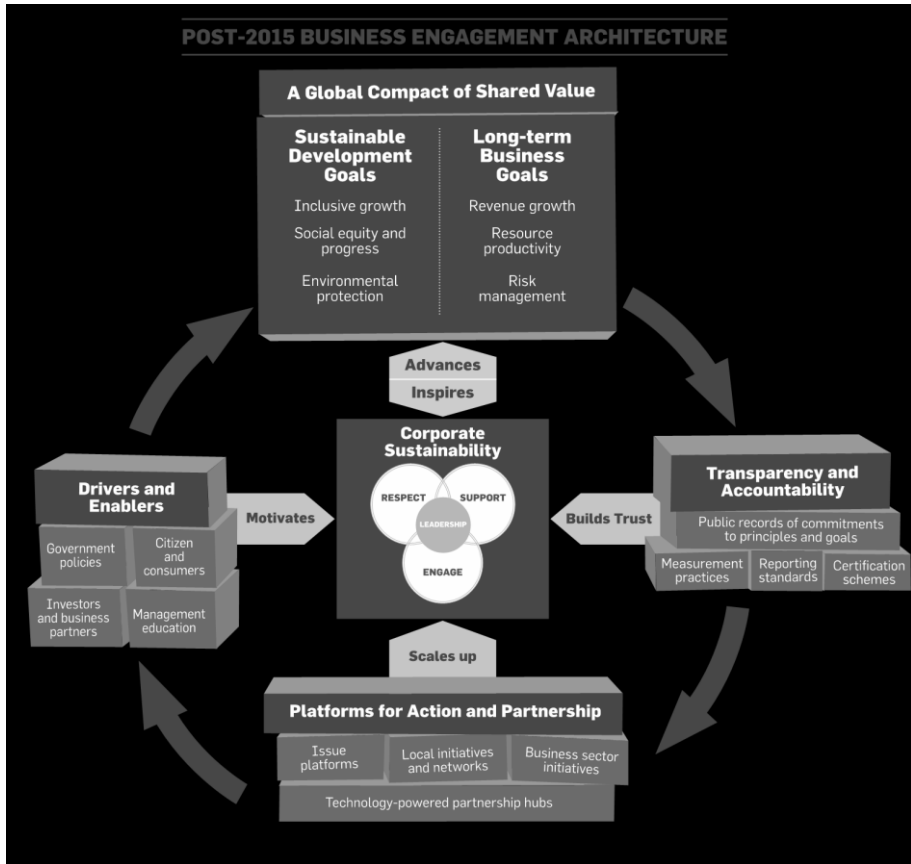 POST-2015 BUSINESS ENGAGEMENT ARCHITECTURE
A Global Compact of Shared Value
Sustainable
Development
Goals
Inclusive growth
Social equity and
progress
Environmental
protection
Long-term
Business
Goals
Revenue growth
Resource
productivity
Risk
management
Advances
Inspires
Corporate
Sustainability
RESPECT
SUPPORT
LEADERSHIP
ENGAGE
Drivers and
Enablers
Government
policies
Citizen
and
consumers
Investors
and business
partners
Management
education
Motivates
Builds Trust
Transparency and
Accountability
Public records of commitments
to principles and goals
Measurement
practices
Reporting
standards
Certification
schemes
Scales up
Platforms for Action and Partnership
Issue
platforms
Local initiatives
and networks
Business sector
initiatives
Technology-powered partnership hubs